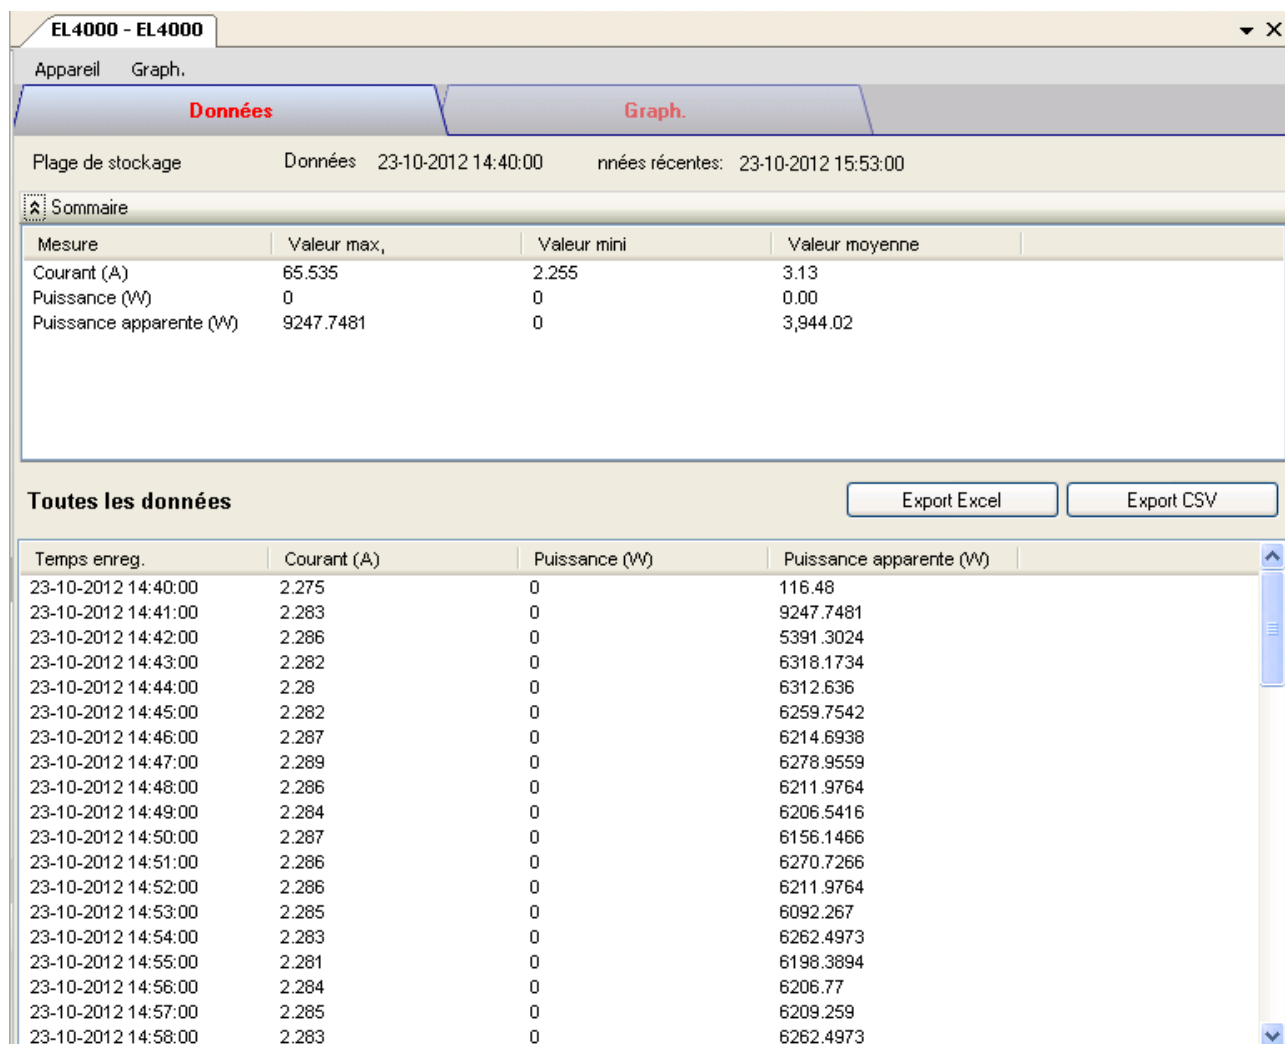 EL4000 - EL4000
Appareil Graph.
Données Graph.
Plage de stockage Données 23-10-2012 14:40:00 nnées récentes: 23-10-2012 15:53:00
Sommaire
Mesure Valeur max, Valeur mini Valeur moyenne
Courant (A) 65.535 2.255 3.13
Puissance (W) 0 0 0.00
Puissance apparente (W) 9247.7481 0 3,944.02
Toutes les données Export Excel Export CSV
Temps enreg. Courant (A) Puissance (W) Puissance apparente (W)
23-10-2012 14:40:00 2.275 0 116.48
23-10-2012 14:41:00 2.283 0 9247.7481
23-10-2012 14:42:00 2.286 0 5391.3024
23-10-2012 14:43:00 2.282 0 6318.1734
23-10-2012 14:44:00 2.28 0 6312.636
23-10-2012 14:45:00 2.282 0 6259.7542
23-10-2012 14:46:00 2.287 0 6214.6938
23-10-2012 14:47:00 2.289 0 6278.9559
23-10-2012 14:48:00 2.286 0 6211.9764
23-10-2012 14:49:00 2.284 0 6206.5416
23-10-2012 14:50:00 2.287 0 6156.1466
23-10-2012 14:51:00 2.286 0 6270.7266
23-10-2012 14:52:00 2.286 0 6211.9764
23-10-2012 14:53:00 2.285 0 6092.267
23-10-2012 14:54:00 2.283 0 6262.4973
23-10-2012 14:55:00 2.281 0 6198.3894
23-10-2012 14:56:00 2.284 0 6206.77
23-10-2012 14:57:00 2.285 0 6209.259
23-10-2012 14:58:00 2.283 0 6262.4973